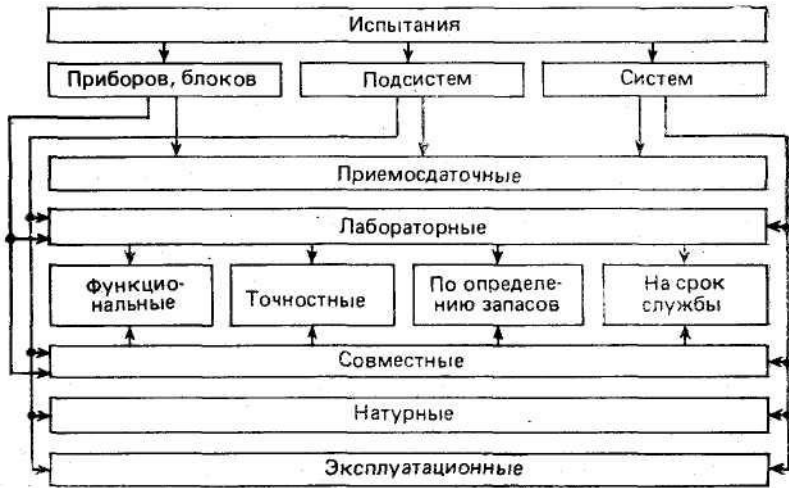 Испытания
Приборов, блоков
Подсистем
Систем
Приемосдаточные
Лабораторные
Функцио-
нальные
Точностные
По определе-
нию запасов
На срок
службы
Совместные
Натурные
Эксплуатационные